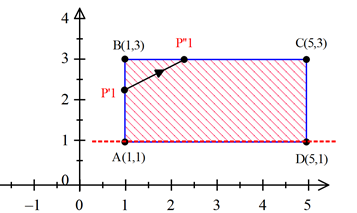 4
P"1
B(1,3)
C(5,3)
3
P'1
2
1
A(1,1)
D(5,1)
0
−1 0 1 2 3 4 5